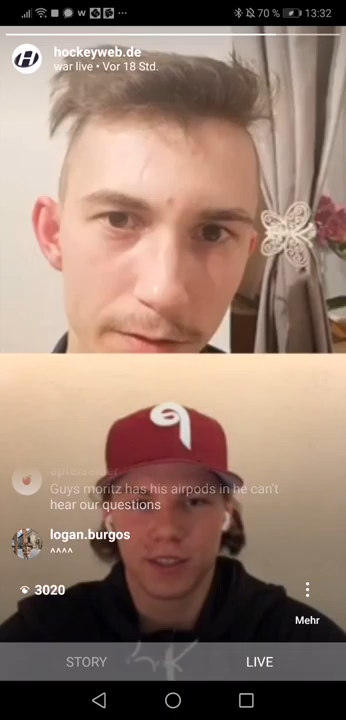 70 % 13:32
hockeyweb.de
war live • Vor 18 Std.
apfelseider
Guys moritz has his airpods in he can't
hear our questions
logan.burgos
^^^^
3020
Mehr
STORY LIVE